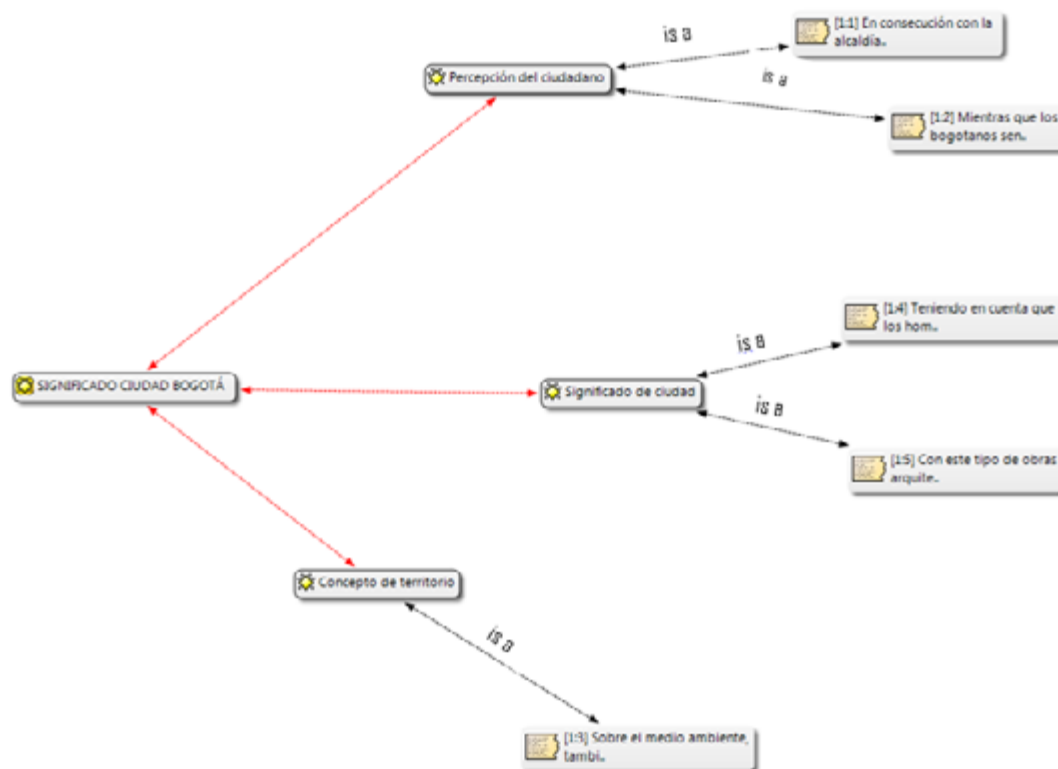 is a
[1:1] En consecución con la
alcaldía..
Percepción del ciudadano
is a
[1:2] Mientras que los
bogotanos sen..
[1:4] Teniendo en cuenta que
los hom..
is a
SIGNIFICADO CIUDAD BOGOTÁ
Significado de ciudad
is a
[1:5] Con este tipo de obras
arquite..
Concepto de territorio
is a
[1:3] Sobre el medio ambiente,
tambi..